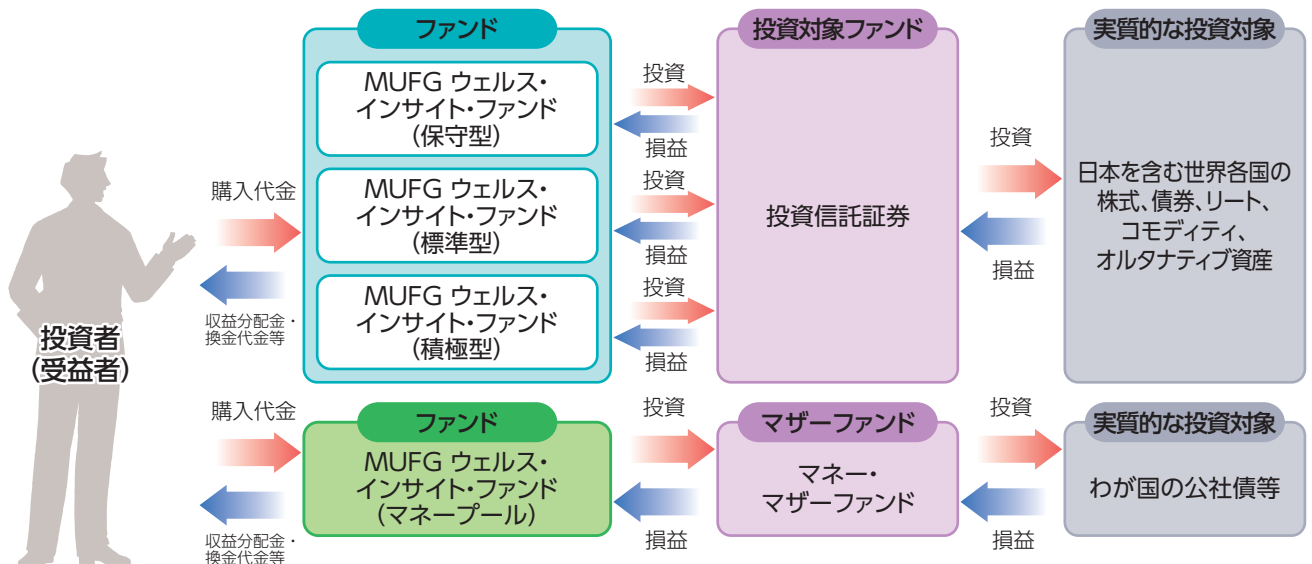 ファンド
MUFG ウェルス・
インサイト・ファンド
(保守型)
MUFG ウェルス・
インサイト・ファンド
(標準型)
MUFG ウェルス・
インサイト・ファンド
(積極型)
投資
損益
投資
損益
投資
損益
投資対象ファンド
投資信託証券
投資
損益
実質的な投資対象
日本を含む世界各国の
株式、債券、リート、
コモディティ、
オルタナティブ資産
購入代金
収益分配金・
換金代金等
投資者
(受益者)
購入代金
収益分配金・
換金代金等
ファンド
MUFG ウェルス・
インサイト・ファンド
(マネープール)
投資
損益
マザーファンド
マネー・
マザーファンド
投資
損益
実質的な投資対象
わが国の公社債等